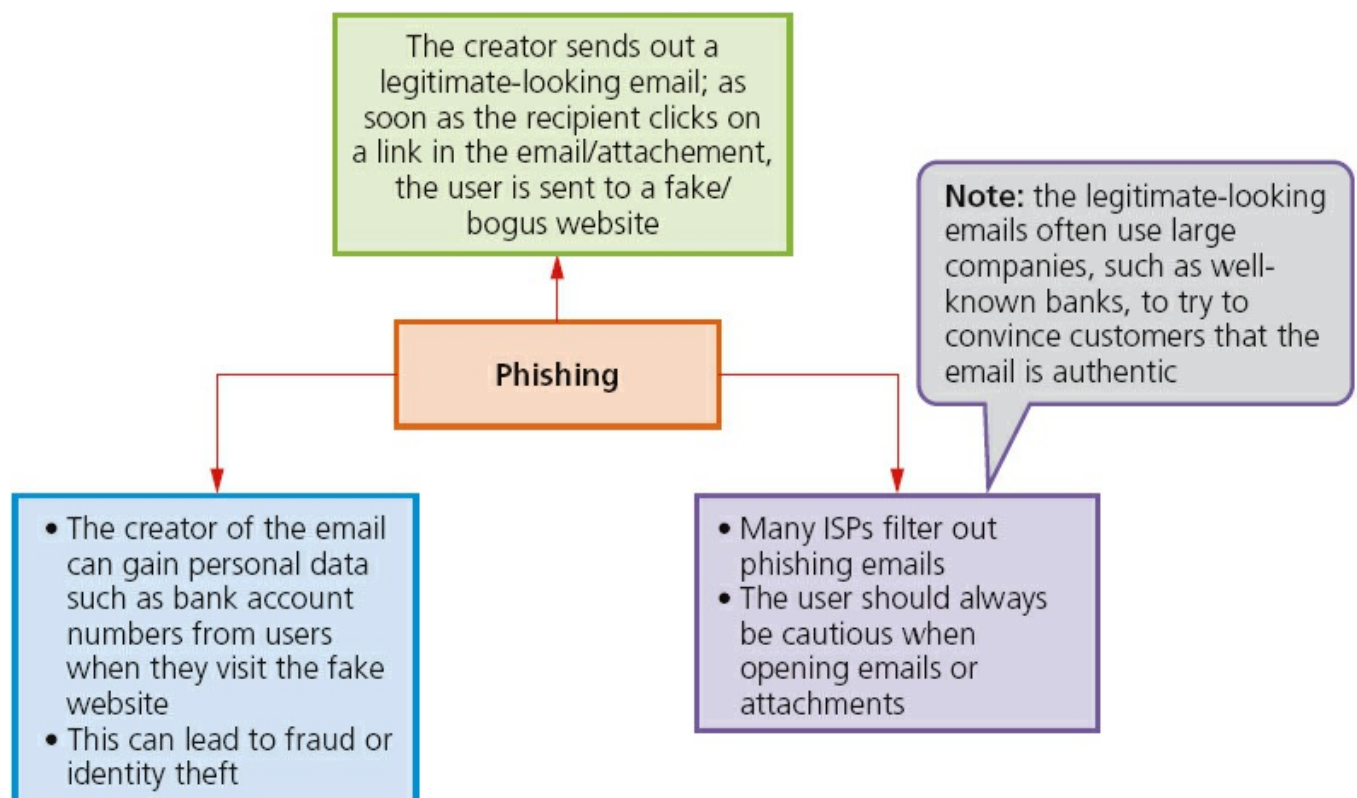 The creator sends out a
legitimate-looking email; as
soon as the recipient clicks on
a link in the email/attachement,
the user is sent to a fake/
bogus website
Note: the legitimate-looking
emails often use large
companies, such as well-
known banks, to try to
convince customers that the
email is authentic
Phishing
• The creator of the email
can gain personal data
such as bank account
numbers from users
when they visit the fake
website
• This can lead to fraud or
identity theft
• Many ISPs filter out
phishing emails
• The user should always
be cautious when
opening emails or
attachments